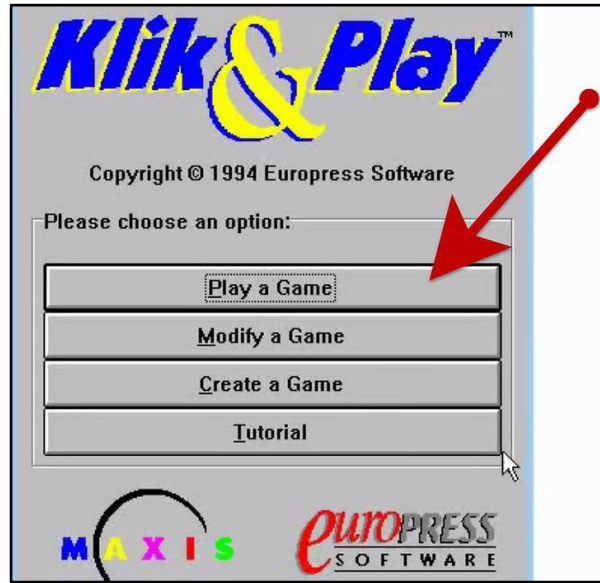 Klik & Play™
Copyright © 1994 Europress Software
Please choose an option:
Play a Game
Modify a Game
Create a Game
Tutorial
MAXIS
europress
SOFTWARE